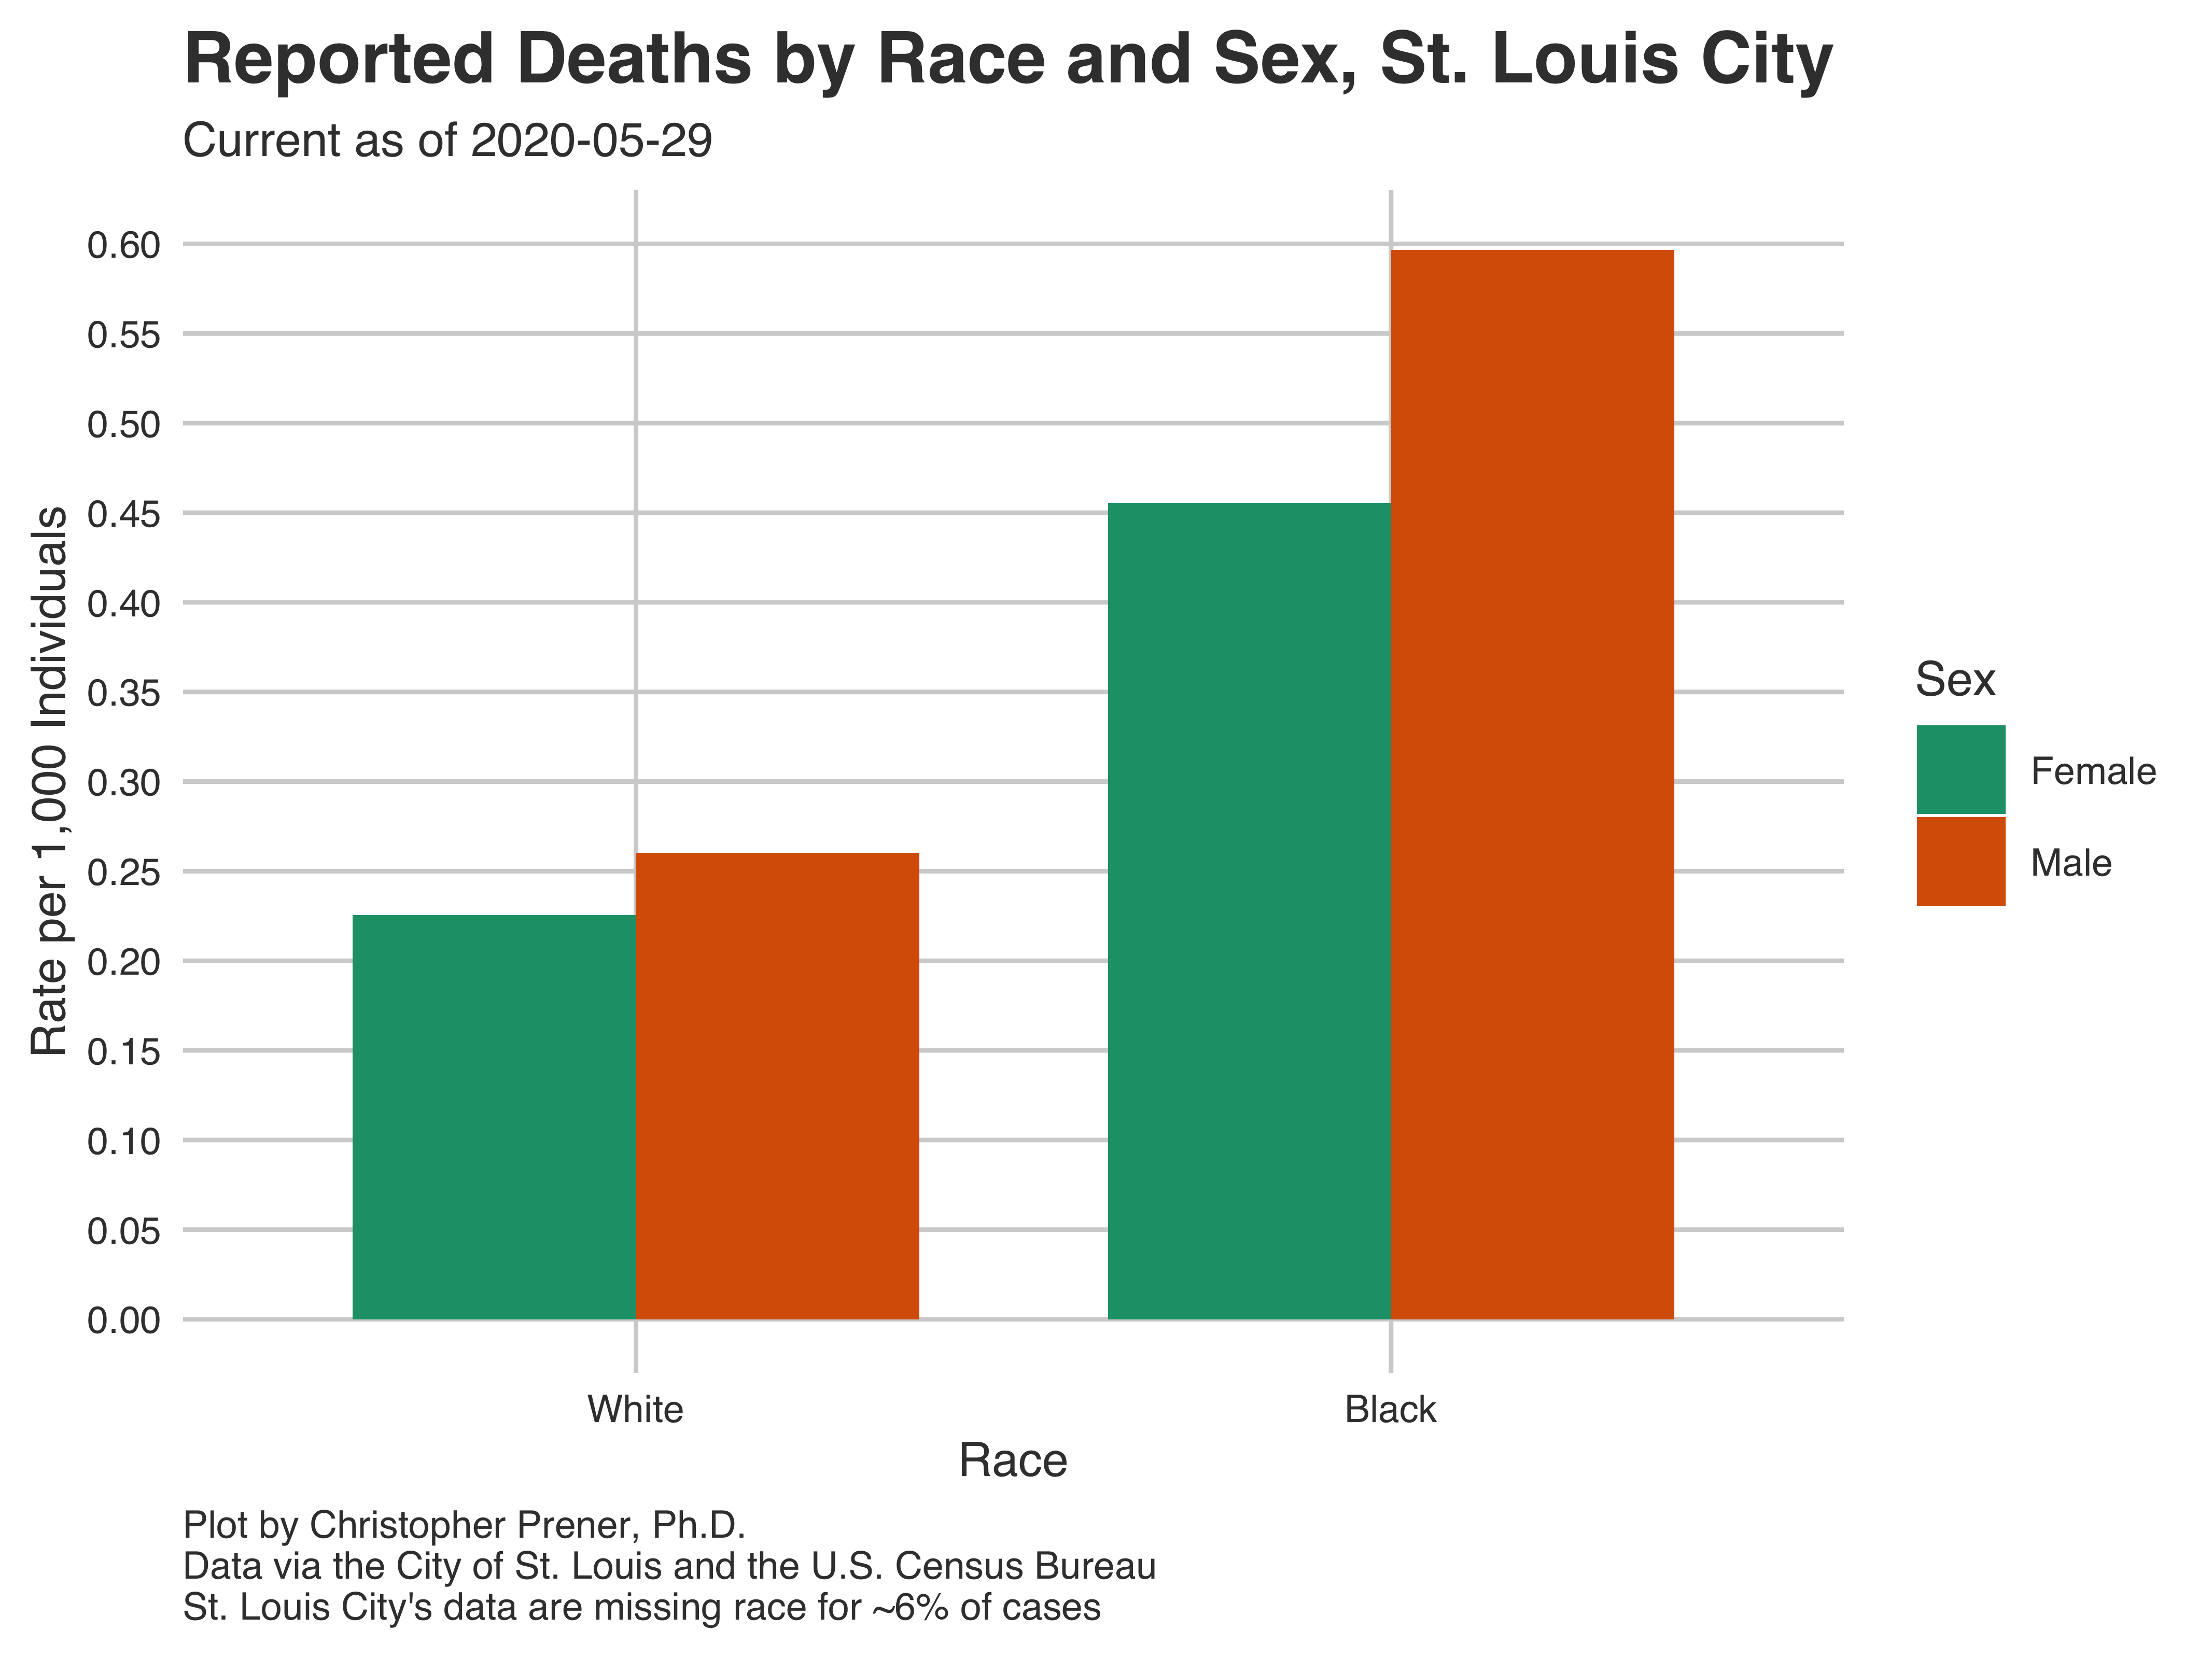 Reported Deaths by Race and Sex, St. Louis City
Current as of 2020-05-29
Rate per 1,000 Individuals
0.60
0.55
0.50
0.45
0.40
0.35
0.30
0.25
0.20
0.15
0.10
0.05
0.00
White
Black
Race
Sex
Female
Male
Plot by Christopher Prener, Ph.D.
Data via the City of St. Louis and the U.S. Census Bureau
St. Louis City's data are missing race for ~6% of cases